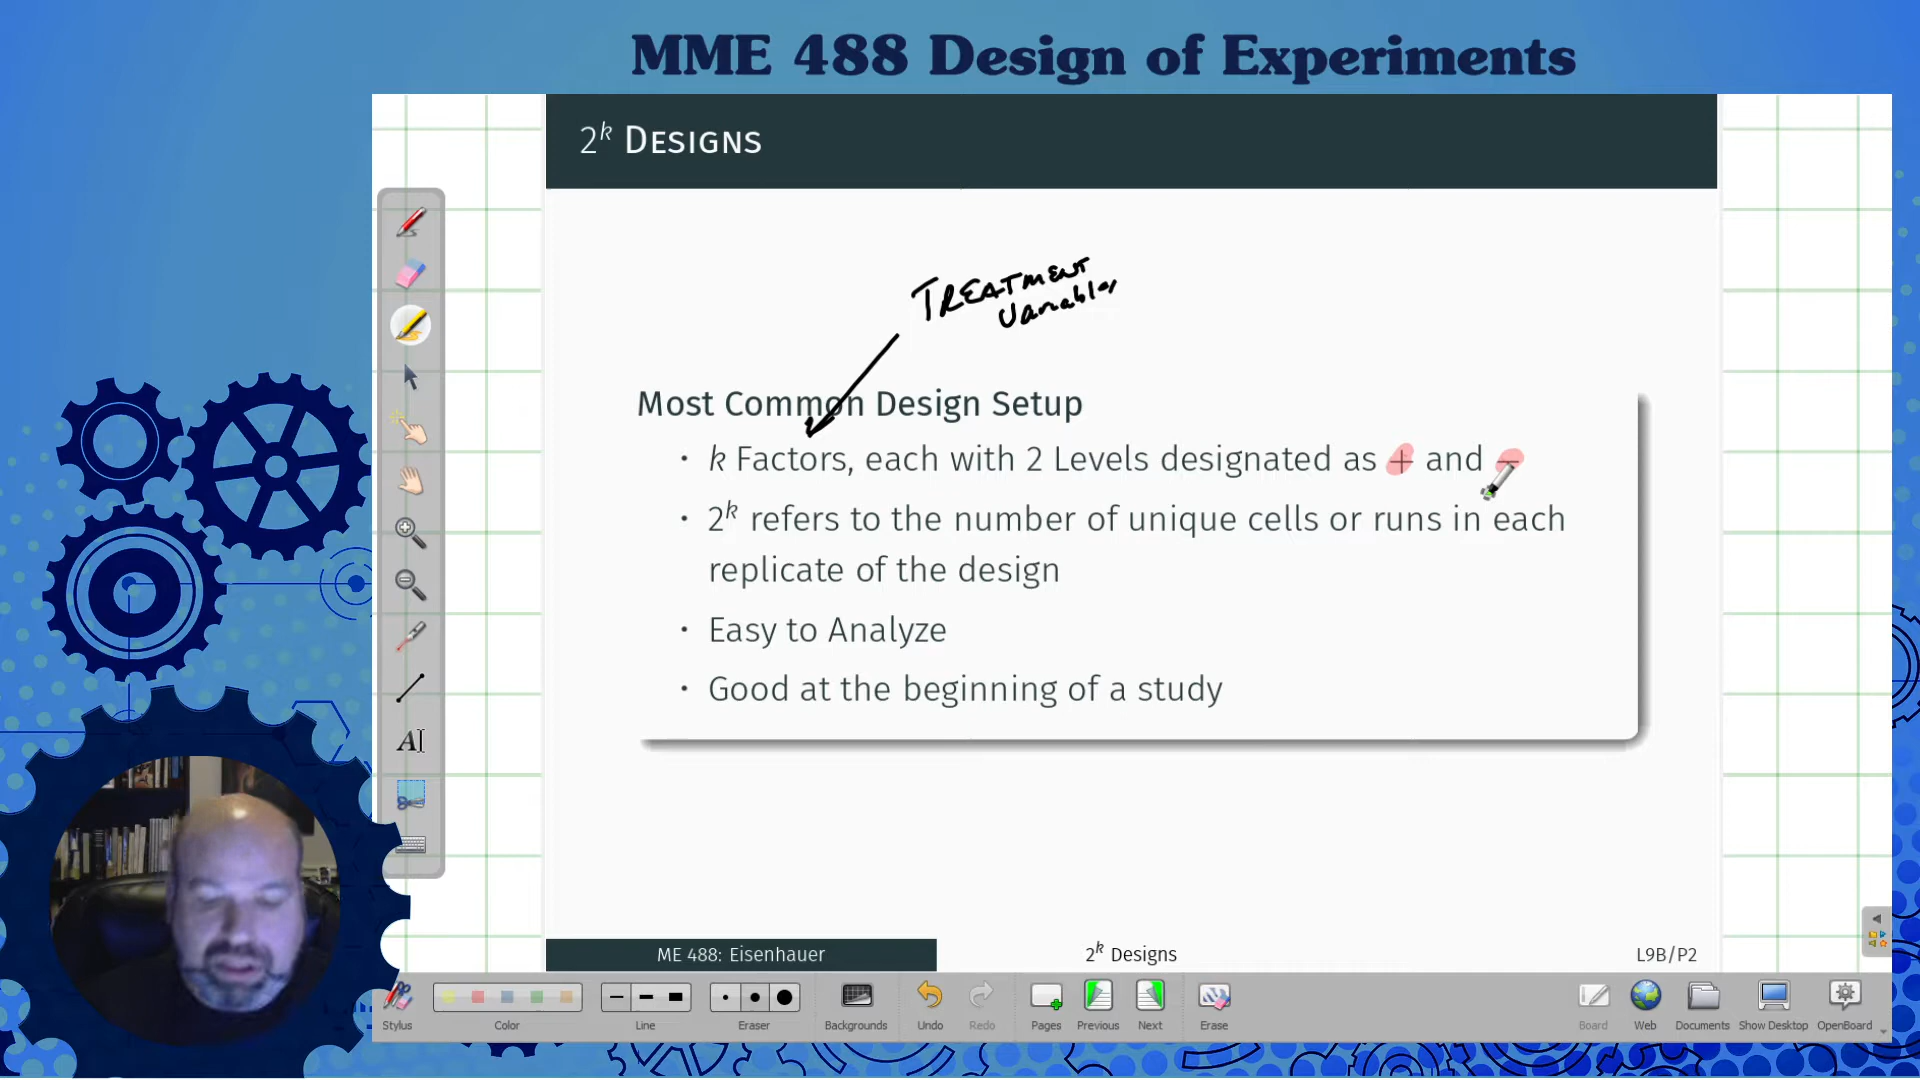 MME 488 Design of Experiments
2^k DESIGNS
TREATMENT
Variables
Most Common Design Setup
• k Factors, each with 2 Levels designated as + and −
• 2^k refers to the number of unique cells or runs in each
replicate of the design
• Easy to Analyze
• Good at the beginning of a study
ME 488: Eisenhauer
2^k Designs
L9B/P2
Stylus
Color
Line
Eraser
Backgrounds
Undo
Redo
Pages
Previous
Next
Erase
Board
Web
Documents
Show Desktop
OpenBoard